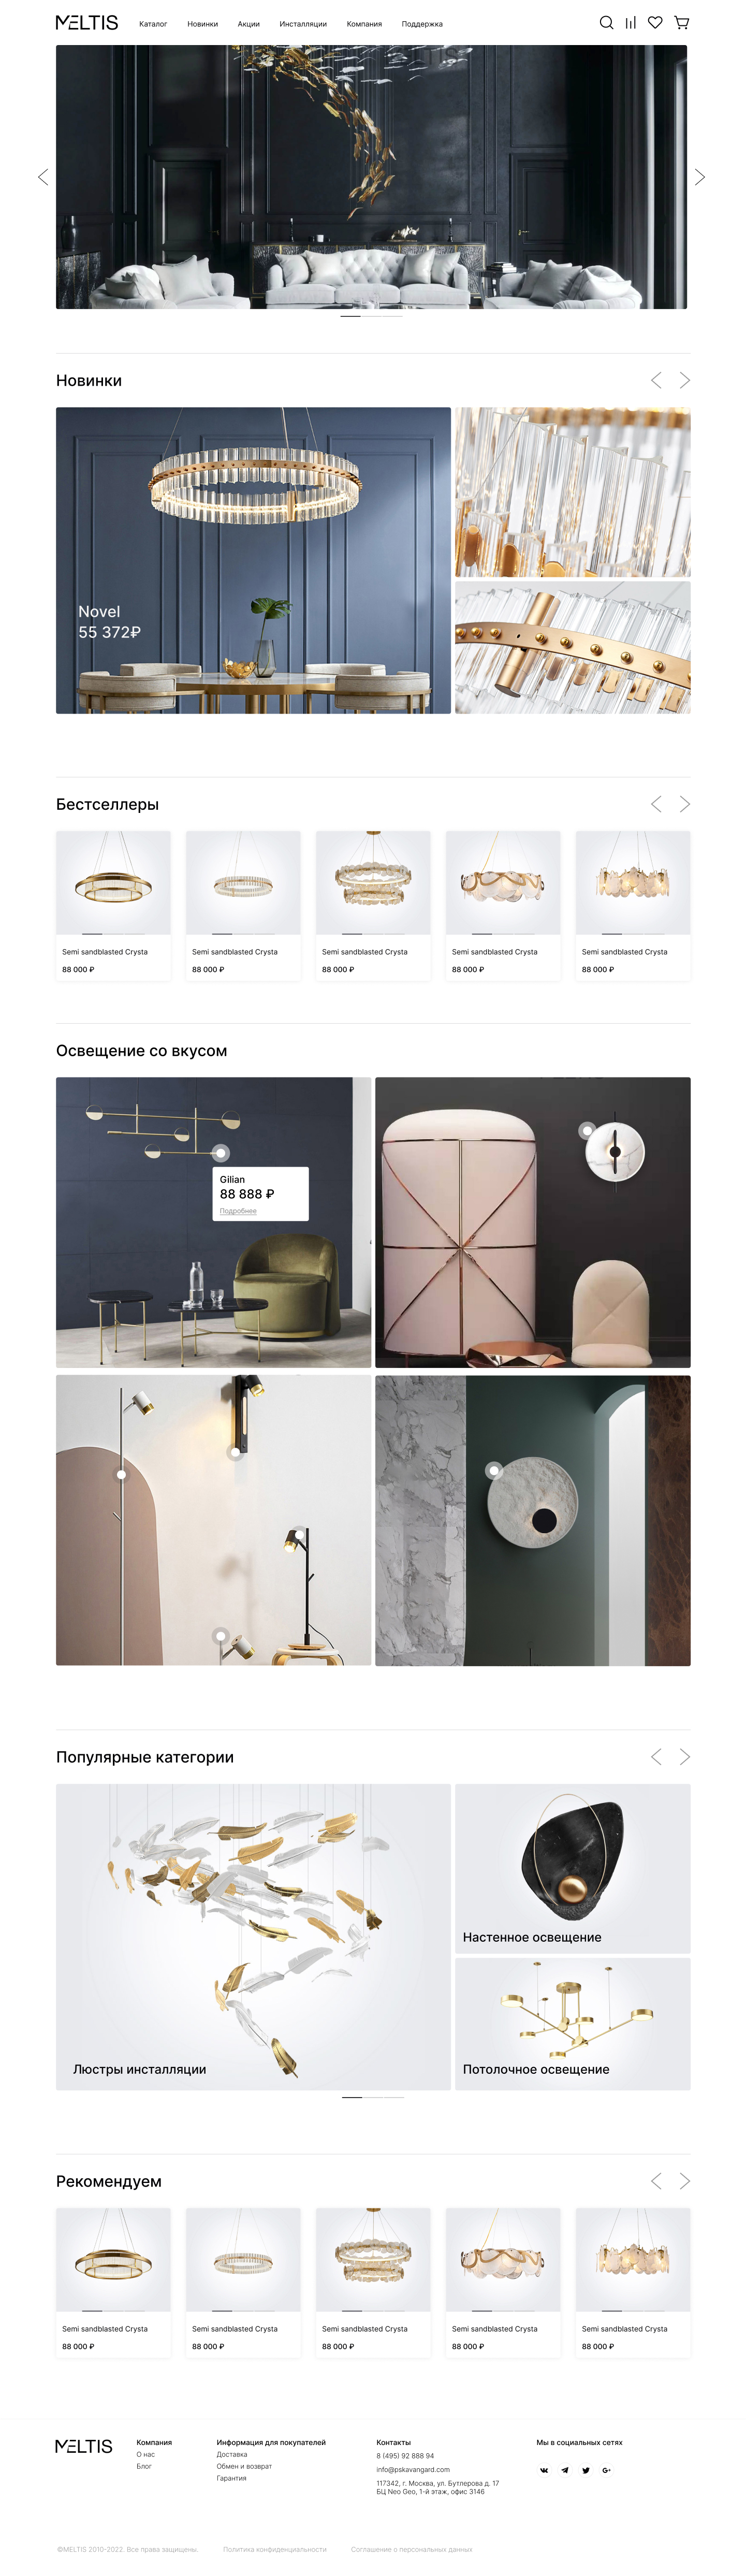 MELTIS
Каталог
Новинки
Акции
Инсталляции
Компания
Поддержка
Новинки
Novel
55 372₽
Бестселлеры
Semi sandblasted Crysta
88 000 ₽
Semi sandblasted Crysta
88 000 ₽
Semi sandblasted Crysta
88 000 ₽
Semi sandblasted Crysta
88 000 ₽
Semi sandblasted Crysta
88 000 ₽
Освещение со вкусом
Gilian
88 888 ₽
Подробнее
Популярные категории
Люстры инсталляции
Настенное освещение
Потолочное освещение
Рекомендуем
Semi sandblasted Crysta
88 000 ₽
Semi sandblasted Crysta
88 000 ₽
Semi sandblasted Crysta
88 000 ₽
Semi sandblasted Crysta
88 000 ₽
Semi sandblasted Crysta
88 000 ₽
MELTIS
Компания
О нас
Блог
Информация для покупателей
Доставка
Обмен и возврат
Гарантия
Контакты
8 (495) 92 888 94
info@pskavangard.com
117342, г. Москва, ул. Бутлерова д. 17
БЦ Neo Geo, 1-й этаж, офис 3146
Мы в социальных сетях
©MELTIS 2010-2022. Все права защищены.
Политика конфиденциальности
Соглашение о персональных данных